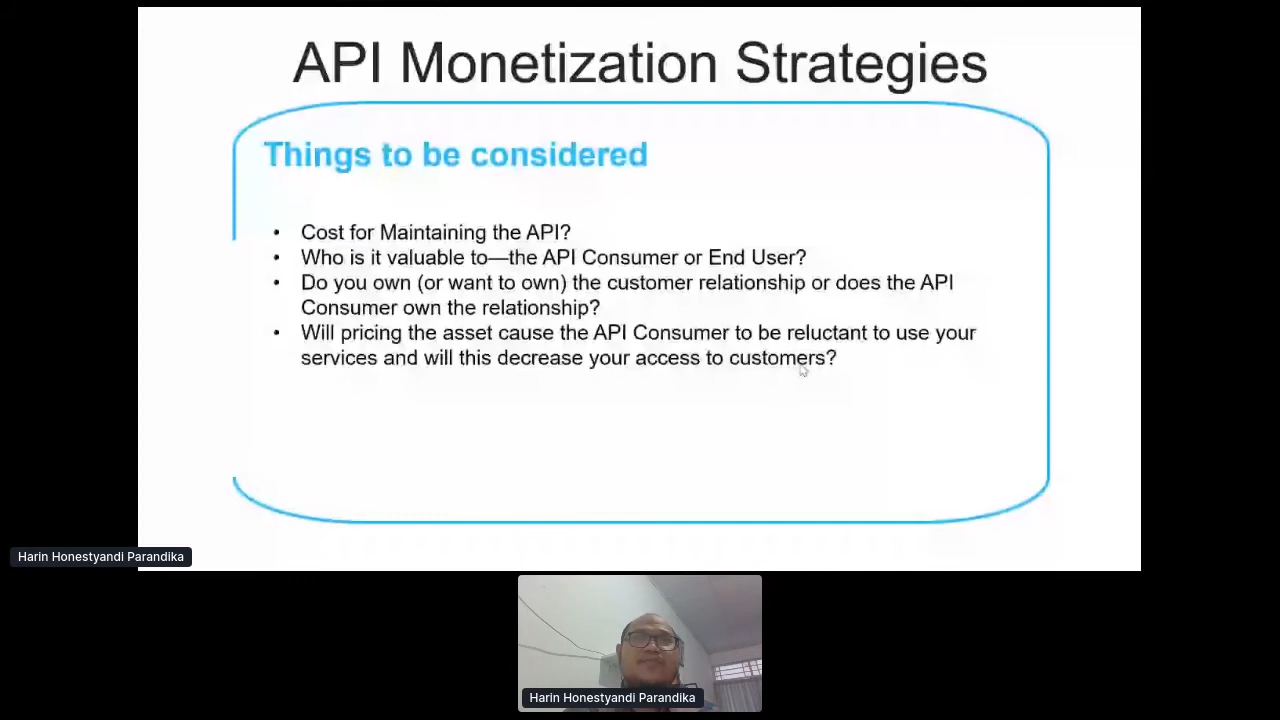 API Monetization Strategies
Things to be considered
• Cost for Maintaining the API?
• Who is it valuable to—the API Consumer or End User?
• Do you own (or want to own) the customer relationship or does the API
Consumer own the relationship?
• Will pricing the asset cause the API Consumer to be reluctant to use your
services and will this decrease your access to customers?
Harin Honestyandi Parandika
Harin Honestyandi Parandika